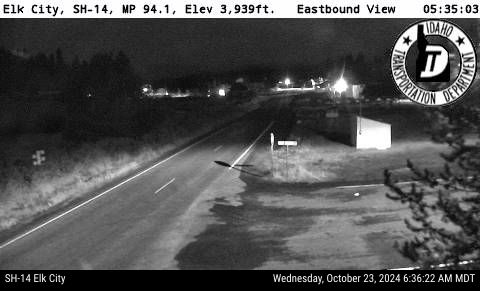 Elk City, SH-14, MP 94.1, Elev 3,939ft. Eastbound View 05:35:03
IDAHO
TRANSPORTATION DEPARTMENT
SH-14 Elk City Wednesday, October 23, 2024 6:36:22 AM MDT